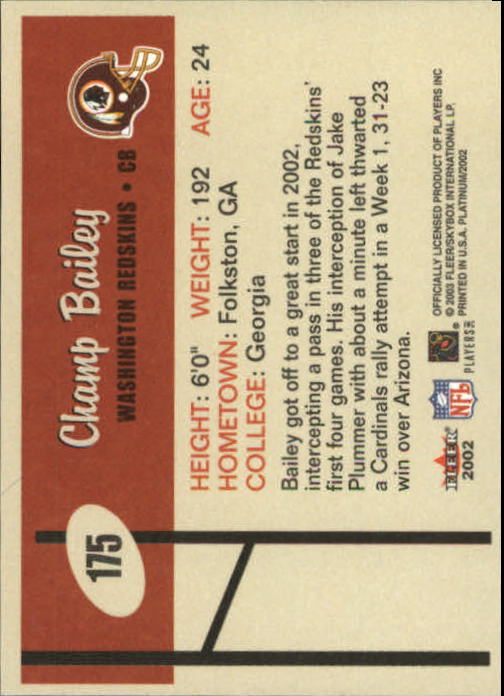 175
Champ Bailey
WASHINGTON REDSKINS • CB
HEIGHT: 6'0" WEIGHT: 192 AGE: 24
HOMETOWN: Folkston, GA
COLLEGE: Georgia
Bailey got off to a great start in 2002,
intercepting a pass in three of the Redskins'
first four games. His interception of Jake
Plummer with about a minute left thwarted
a Cardinals rally attempt in a Week 1, 31-23
win over Arizona.
FLEER
2002
NFL
PLAYERS INC
OFFICIALLY LICENSED PRODUCT OF PLAYERS INC
© 2003 FLEER/SKYBOX INTERNATIONAL LP.
PRINTED IN U.S.A. PLATINUM/2002